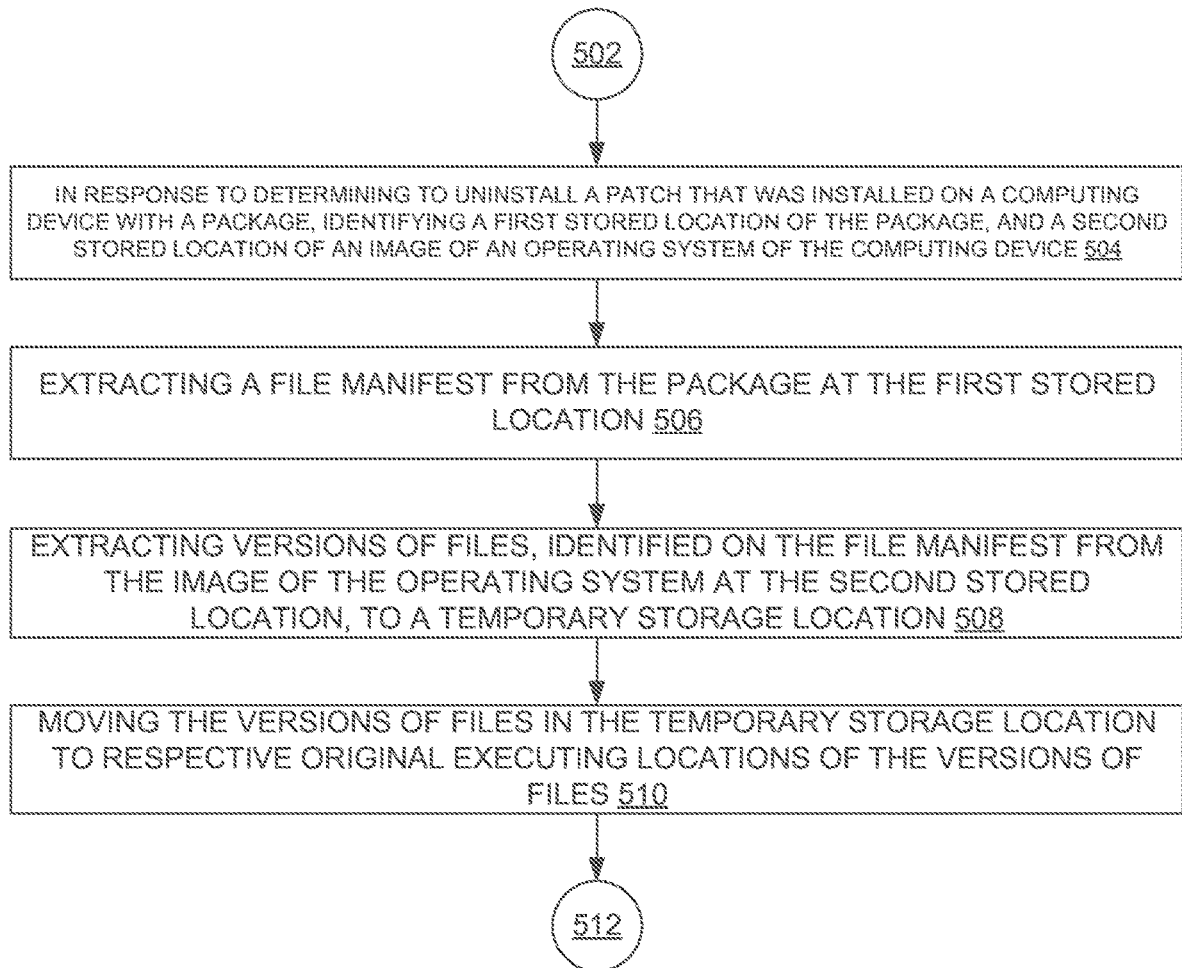 502
IN RESPONSE TO DETERMINING TO UNINSTALL A PATCH THAT WAS INSTALLED ON A COMPUTING
DEVICE WITH A PACKAGE, IDENTIFYING A FIRST STORED LOCATION OF THE PACKAGE, AND A SECOND
STORED LOCATION OF AN IMAGE OF AN OPERATING SYSTEM OF THE COMPUTING DEVICE 504
EXTRACTING A FILE MANIFEST FROM THE PACKAGE AT THE FIRST STORED
LOCATION 506
EXTRACTING VERSIONS OF FILES, IDENTIFIED ON THE FILE MANIFEST FROM
THE IMAGE OF THE OPERATING SYSTEM AT THE SECOND STORED
LOCATION, TO A TEMPORARY STORAGE LOCATION 508
MOVING THE VERSIONS OF FILES IN THE TEMPORARY STORAGE LOCATION
TO RESPECTIVE ORIGINAL EXECUTING LOCATIONS OF THE VERSIONS OF
FILES 510
512